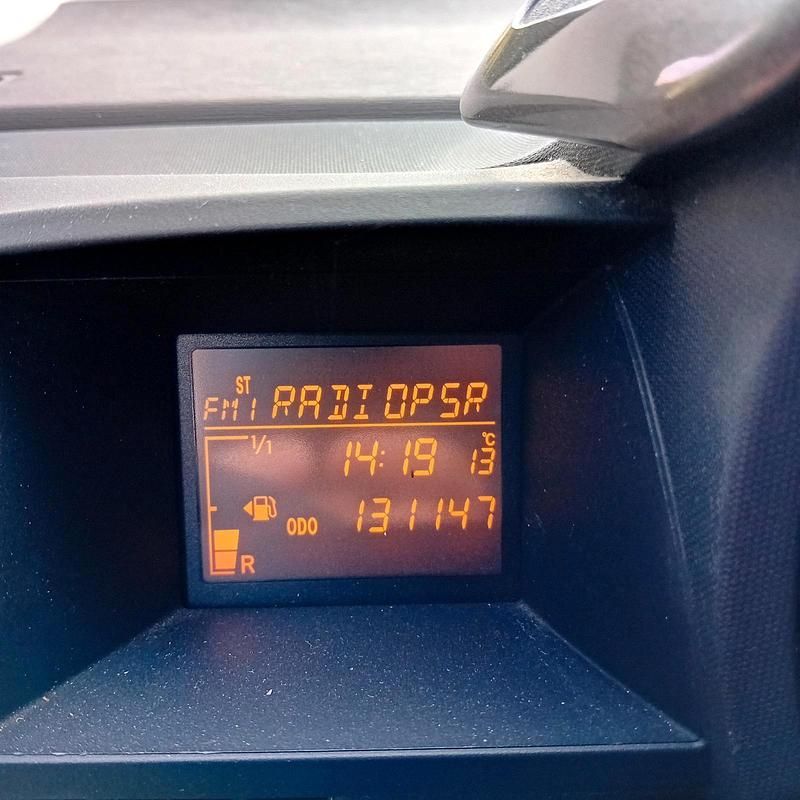 ST
FM1 RADIOPSR
1/1 14:19 13 °C
ODO 131147
R